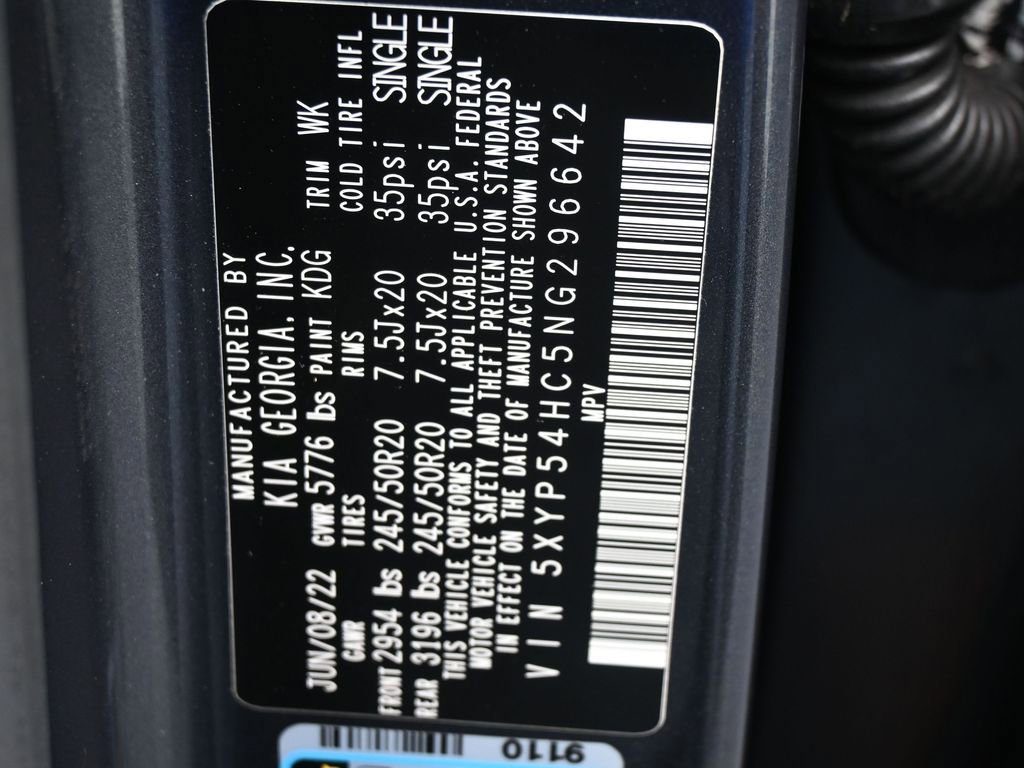 MANUFACTURED BY
KIA GEORGIA, INC.
JUN/08/22 GVWR 5776 lbs PAINT KDG TRIM WK
GAWR TIRES RIMS COLD TIRE INFL
FRONT 2954 lbs 245/50R20 7.5Jx20 35psi SINGLE
REAR 3196 lbs 245/50R20 7.5Jx20 35psi SINGLE
THIS VEHICLE CONFORMS TO ALL APPLICABLE U.S.A. FEDERAL
MOTOR VEHICLE SAFETY AND THEFT PREVENTION STANDARDS
IN EFFECT ON THE DATE OF MANUFACTURE SHOWN ABOVE
VIN 5XYP54HC5NG296642
MPV
9110